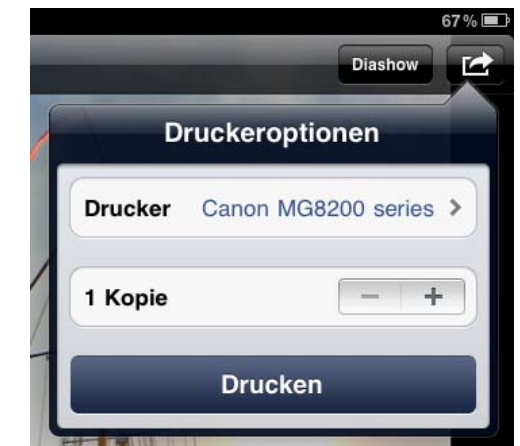 67 %
Diashow
Druckeroptionen
Drucker Canon MG8200 series
1 Kopie
Drucken